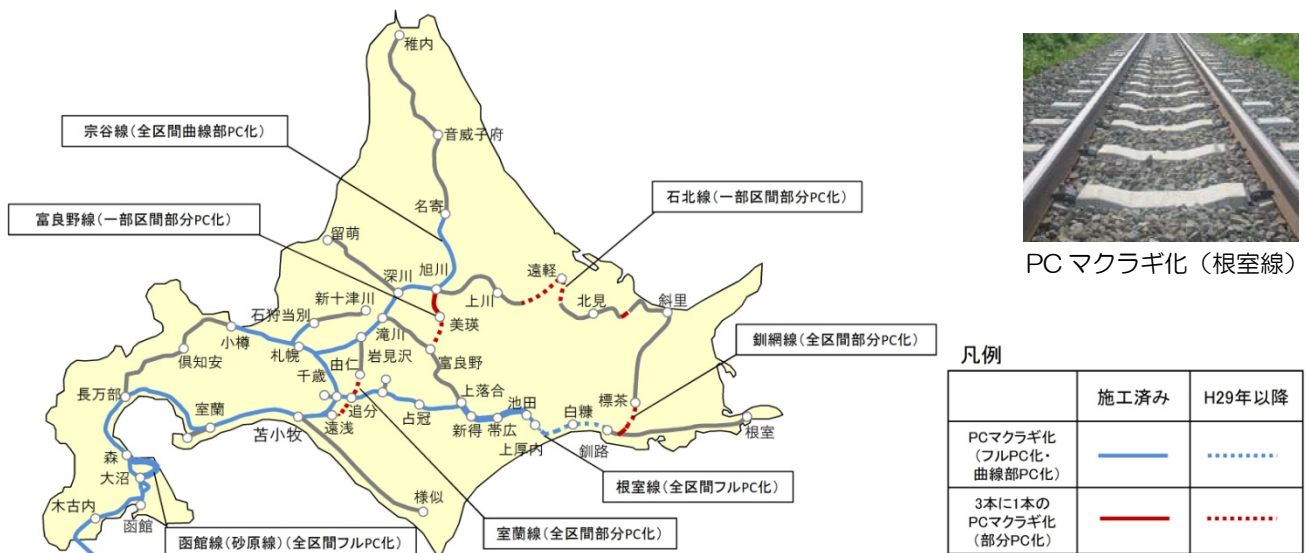 稚内
宗谷線(全区間曲線部PC化)
音威子府
石北線(一部区間部分PC化)
富良野線(一部区間部分PC化)
名寄
PC マクラギ化（根室線）
留萌
旭川
遠軽
深川
上川
新十津川
北見
斜里
石狩当別
美瑛
小樽
滝川
釧網線(全区間部分PC化)
札幌
岩見沢
倶知安
由仁
富良野
凡例
千歳
上落合
標茶
施工済み
H29年以降
長万部
室蘭
追分
占冠
池田
白糠
遠浅
新得
帯広
根室
苫小牧
上厚内
釧路
PCマクラギ化
(フルPC化・
曲線部PC化)
森
大沼
根室線(全区間フルPC化)
様似
木古内
3本に1本の
PCマクラギ化
(部分PC化)
函館
室蘭線(全区間部分PC化)
函館線(砂原線)(全区間フルPC化)